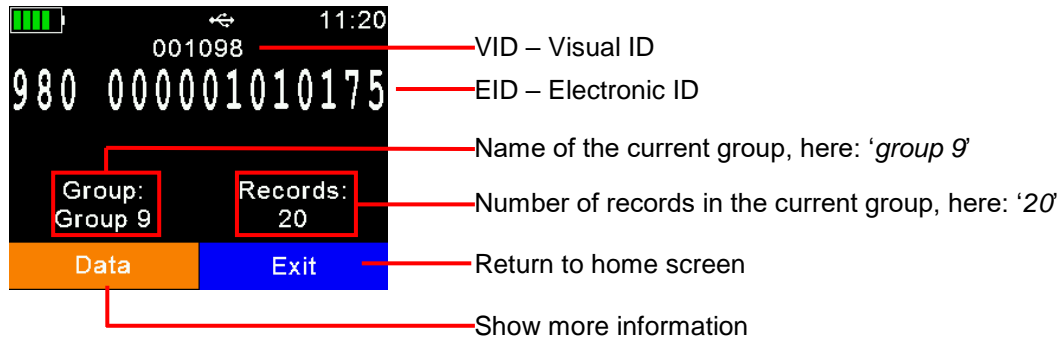 11:20
001098
VID – Visual ID
980 000001010175
EID – Electronic ID
Name of the current group, here: ‘group 9’
Group:
Group 9
Records:
20
Number of records in the current group, here: ‘20’
Data
Exit
Return to home screen
Show more information